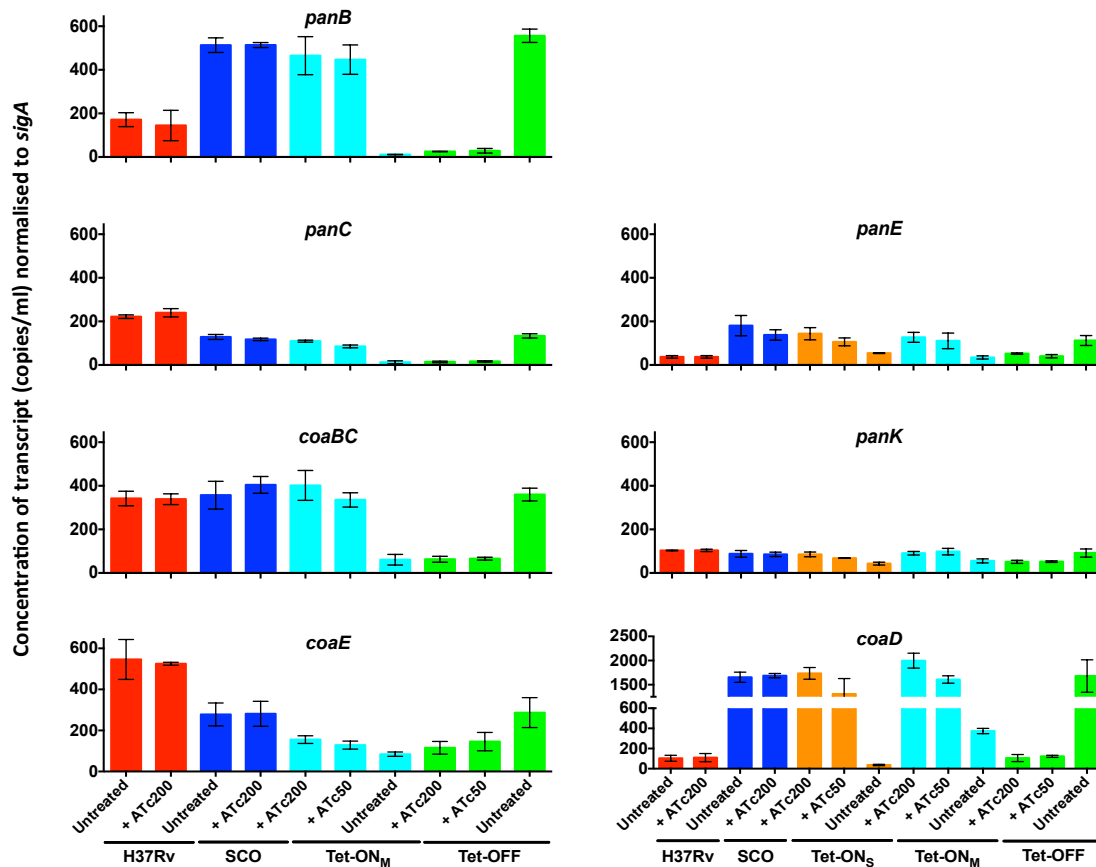 Concentration of transcript (copies/ml) normalised to sigA
panB
600
400
200
0
panC
600
400
200
0
panE
600
400
200
0
coaBC
600
400
200
0
panK
600
400
200
0
coaE
600
400
200
0
coaD
2500
2000
1500
600
400
200
0
Untreated
+ ATc200
Untreated
+ ATc200
+ ATc200
+ ATc50
Untreated
+ ATc200
+ ATc50
Untreated
H37Rv
SCO
Tet-ONM
Tet-OFF
Untreated
+ ATc200
Untreated
+ ATc200
+ ATc200
+ ATc50
Untreated
+ ATc200
+ ATc50
Untreated
+ ATc200
+ ATc50
Untreated
H37Rv
SCO
Tet-ONS
Tet-ONM
Tet-OFF